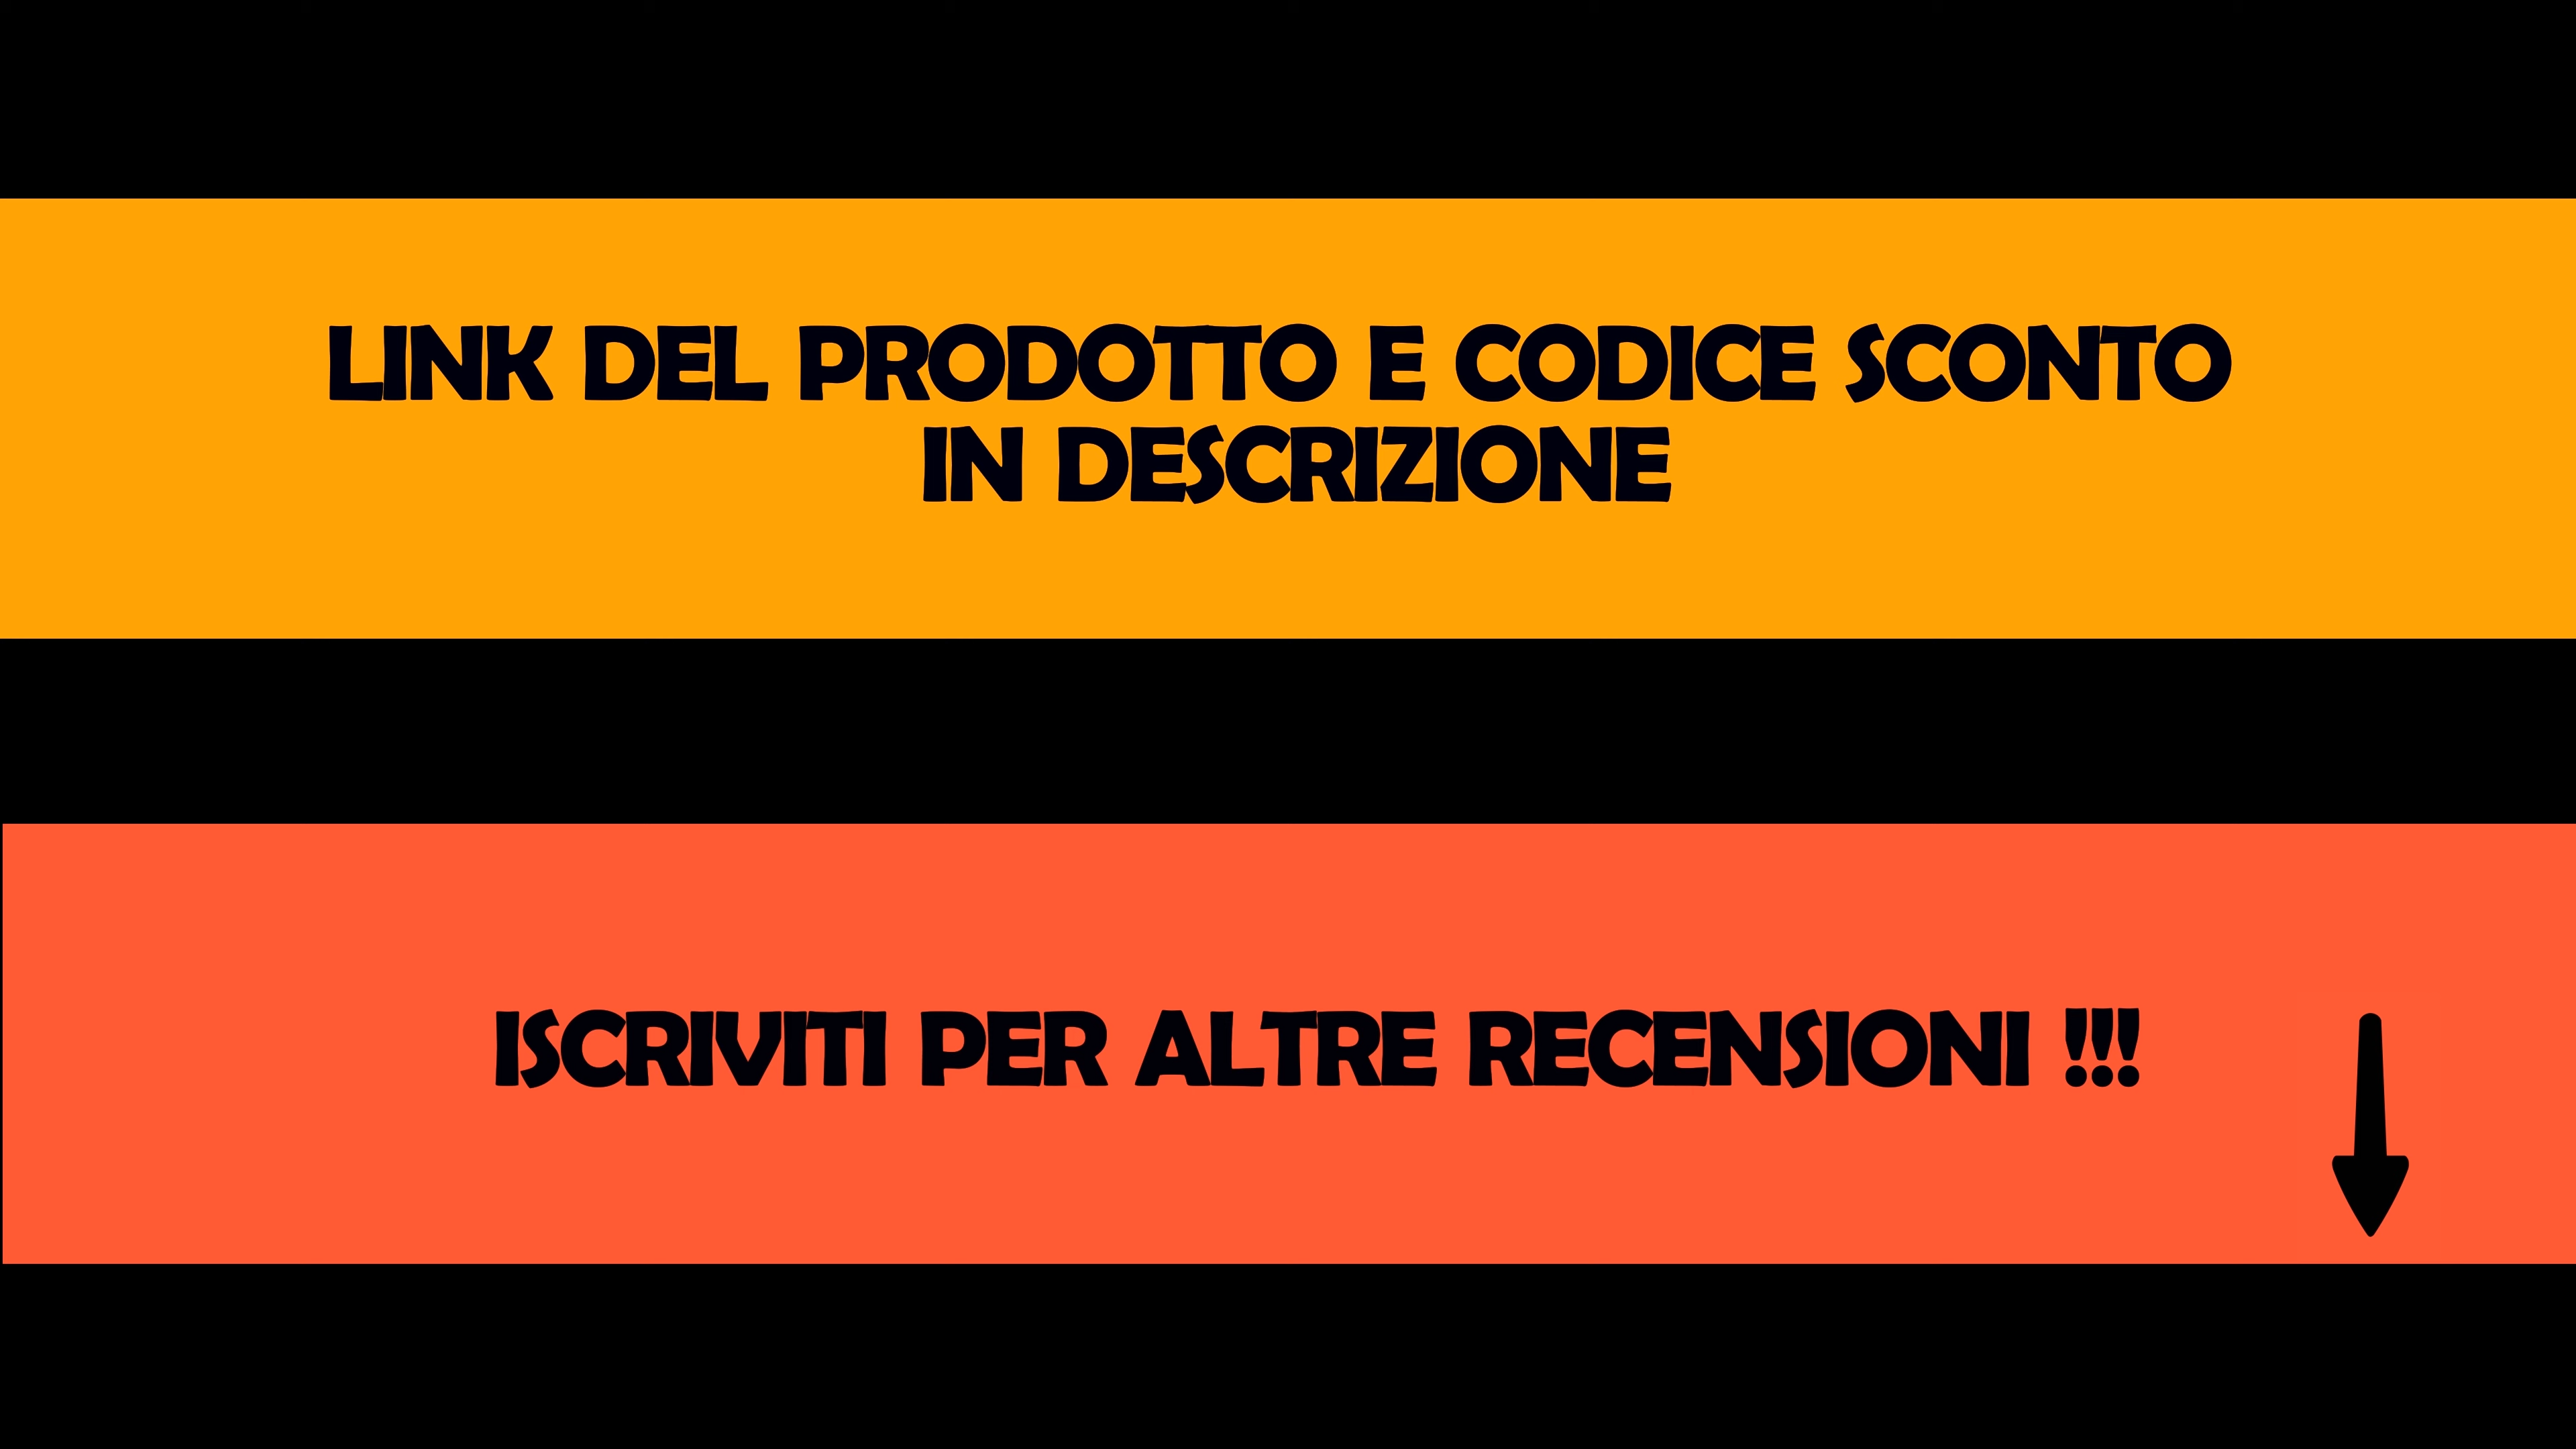 LINK DEL PRODOTTO E CODICE SCONTO
IN DESCRIZIONE
ISCRIVITI PER ALTRE RECENSIONI !!!